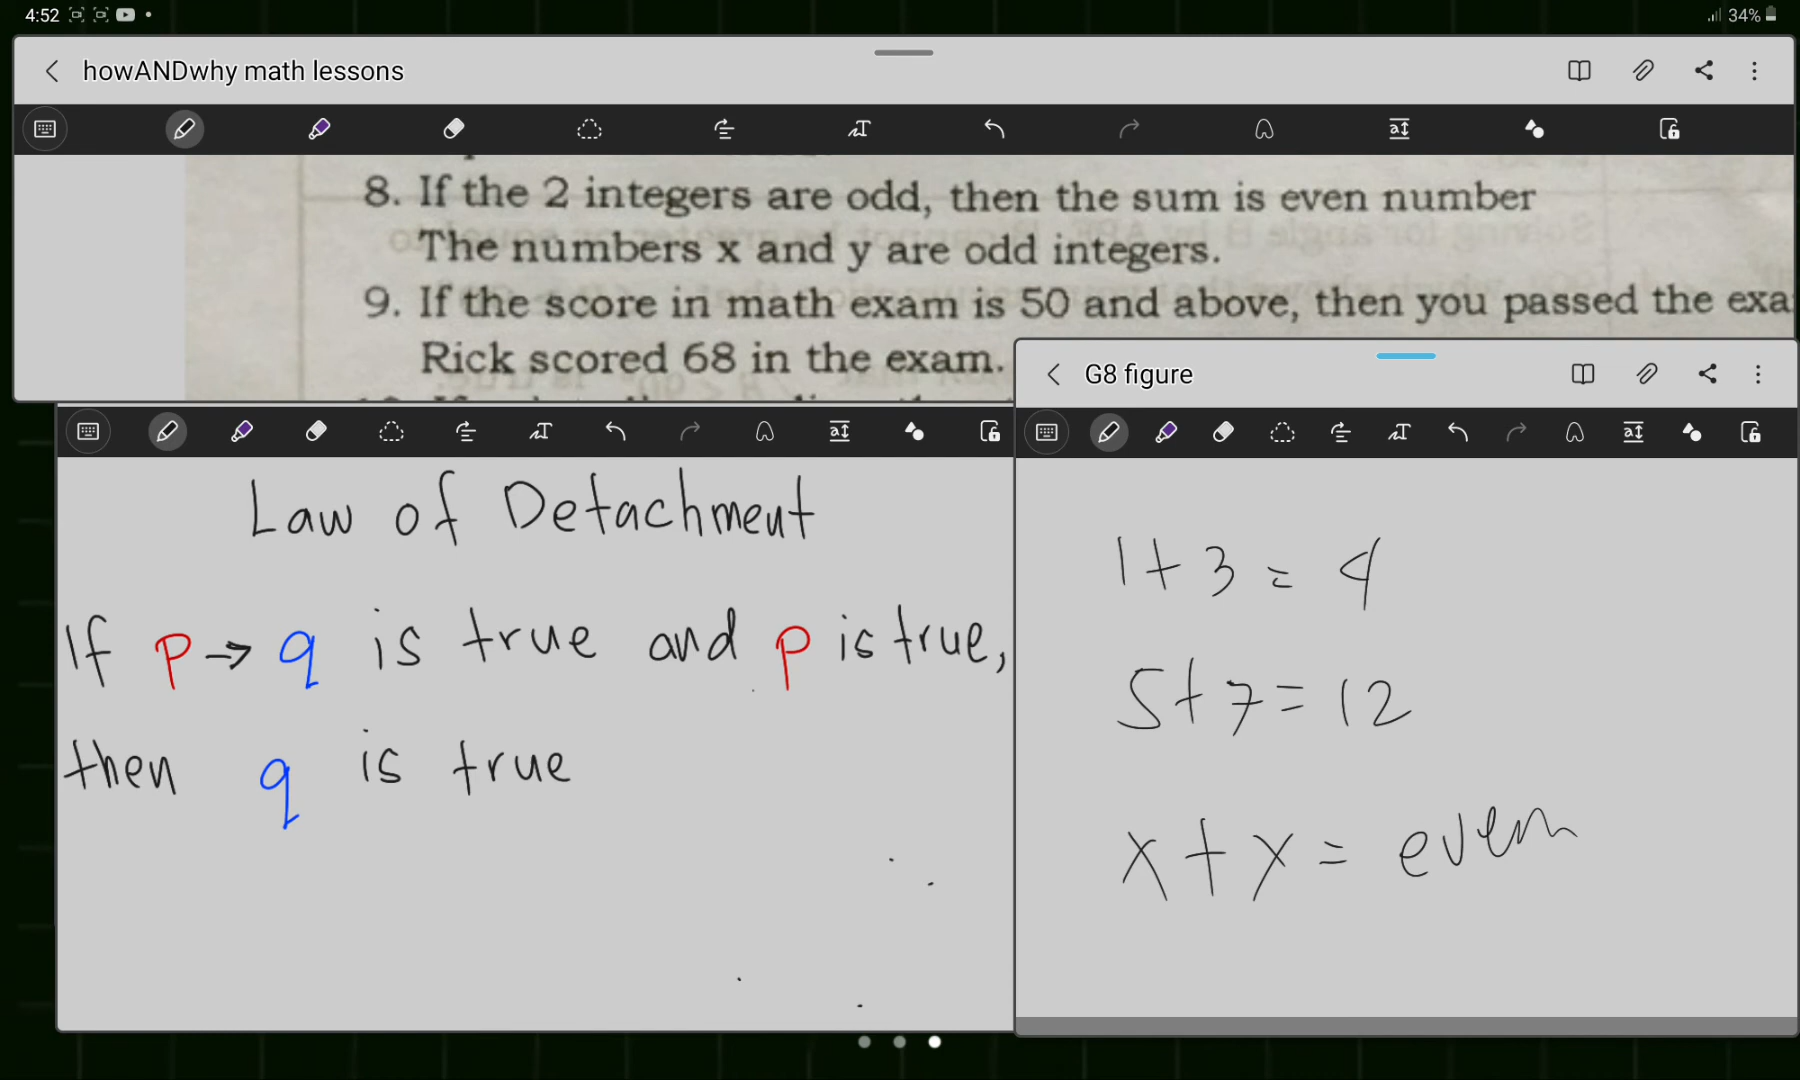 4:52
34%
howANDwhy math lessons
8. If the 2 integers are odd, then the sum is even number
The numbers x and y are odd integers.
9. If the score in math exam is 50 and above, then you passed the exa
Rick scored 68 in the exam.
G8 figure
Law of Detachment
If p → q is true and p is true,
then q is true
1 + 3 = 4
5 + 7 = 12
x + y = even